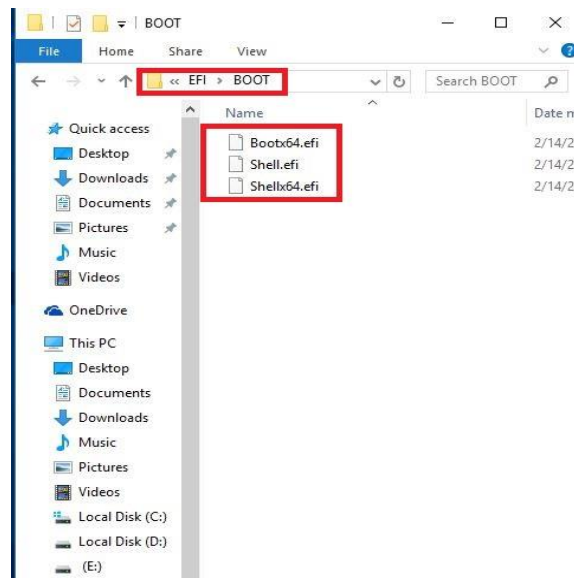 BOOT
File Home Share View
« EFI > BOOT
Search BOOT
Name
Date m
Quick access
Bootx64.efi 2/14/2
Desktop
Shell.efi 2/14/2
Downloads
Shellx64.efi 2/14/2
Documents
Pictures
Music
Videos
OneDrive
This PC
Desktop
Documents
Downloads
Music
Pictures
Videos
Local Disk (C:)
Local Disk (D:)
(E:)